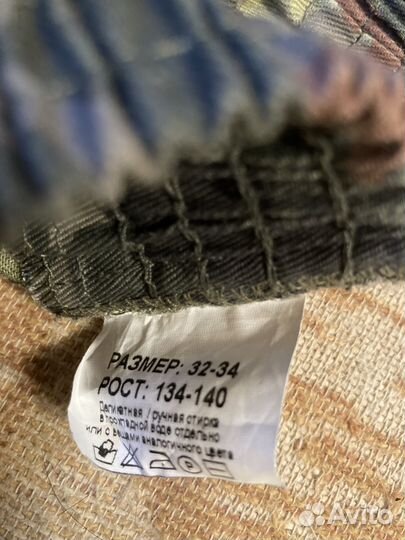 РАЗМЕР: 32-34
РОСТ: 134-140
Деликатная / ручная стирка
в прохладной воде отдельно
или с вещами аналогичного цвета
Avito